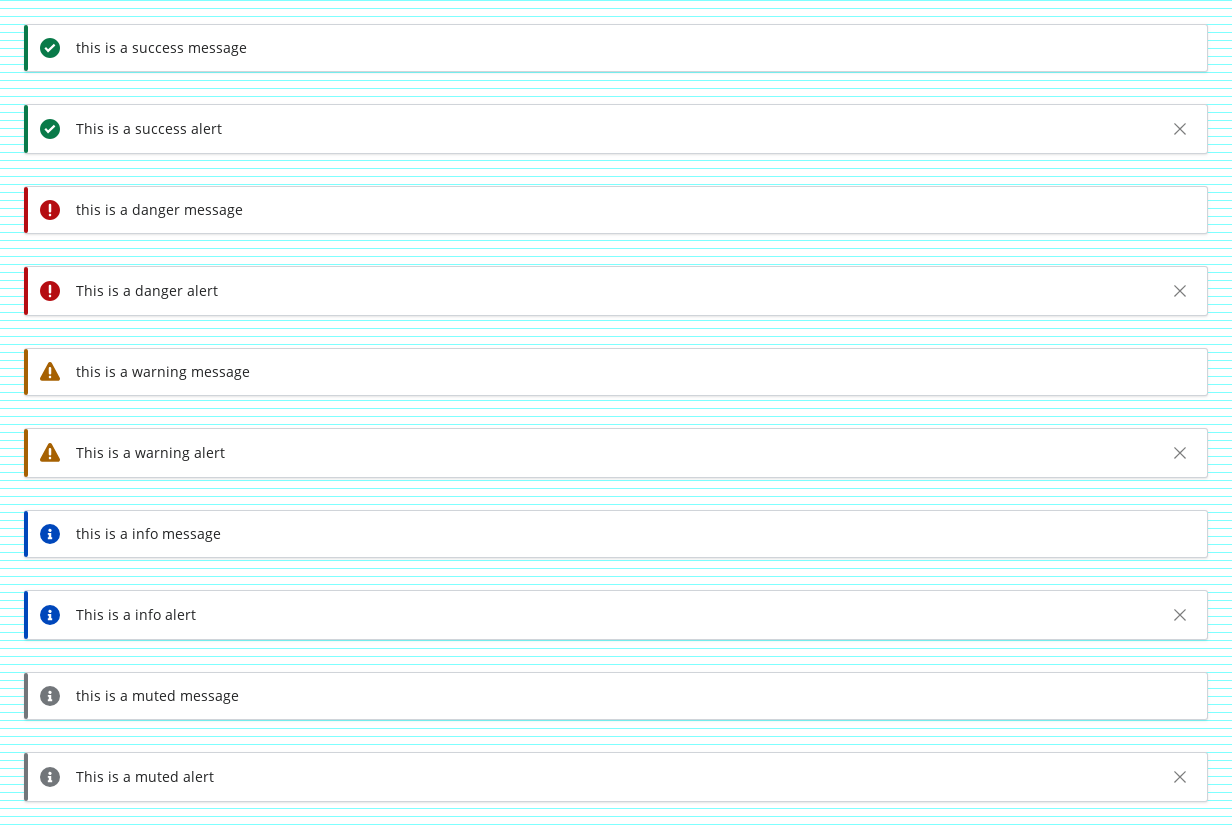 this is a success message
This is a success alert
this is a danger message
This is a danger alert
this is a warning message
This is a warning alert
this is a info message
This is a info alert
this is a muted message
This is a muted alert